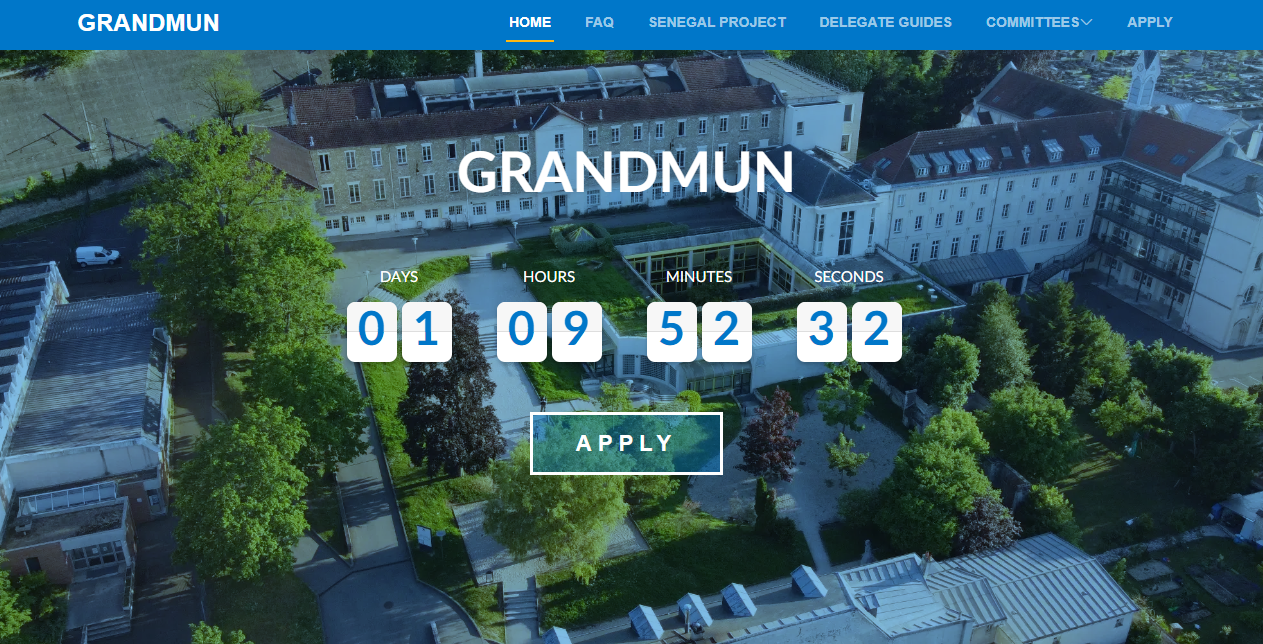 GRANDMUN HOME FAQ SENEGAL PROJECT DELEGATE GUIDES COMMITTEES APPLY
GRANDMUN
DAYS HOURS MINUTES SECONDS
01 09 52 32
APPLY